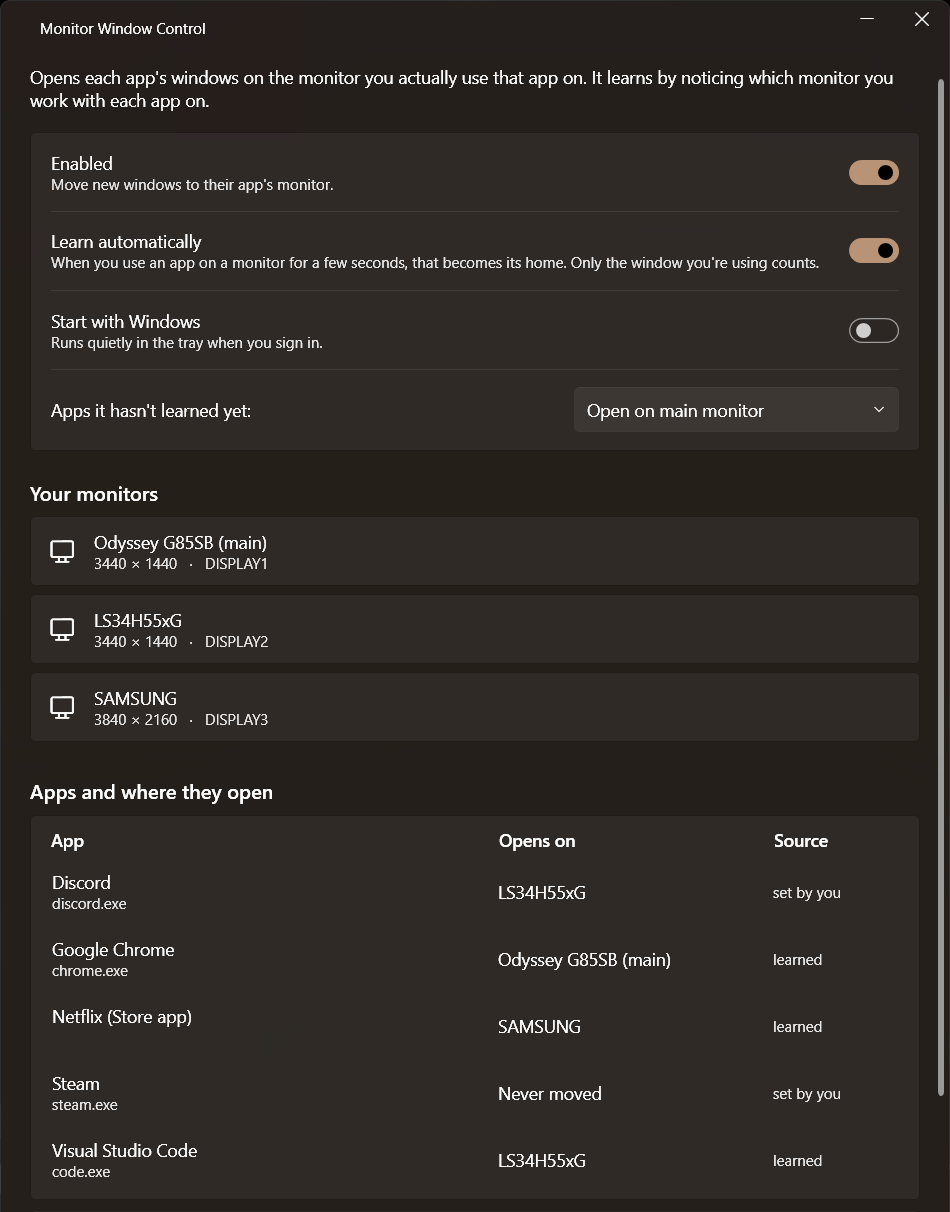 Monitor Window Control
Opens each app's windows on the monitor you actually use that app on. It learns by noticing which monitor you
work with each app on.
Enabled
Move new windows to their app's monitor.
Learn automatically
When you use an app on a monitor for a few seconds, that becomes its home. Only the window you're using counts.
Start with Windows
Runs quietly in the tray when you sign in.
Apps it hasn't learned yet:
Open on main monitor
Your monitors
Odyssey G85SB (main)
3440 × 1440 · DISPLAY1
LS34H55xG
3440 × 1440 · DISPLAY2
SAMSUNG
3840 × 2160 · DISPLAY3
Apps and where they open
App Opens on Source
Discord
discord.exe
LS34H55xG
set by you
Google Chrome
chrome.exe
Odyssey G85SB (main)
learned
Netflix (Store app)
SAMSUNG
learned
Steam
steam.exe
Never moved
set by you
Visual Studio Code
code.exe
LS34H55xG
learned